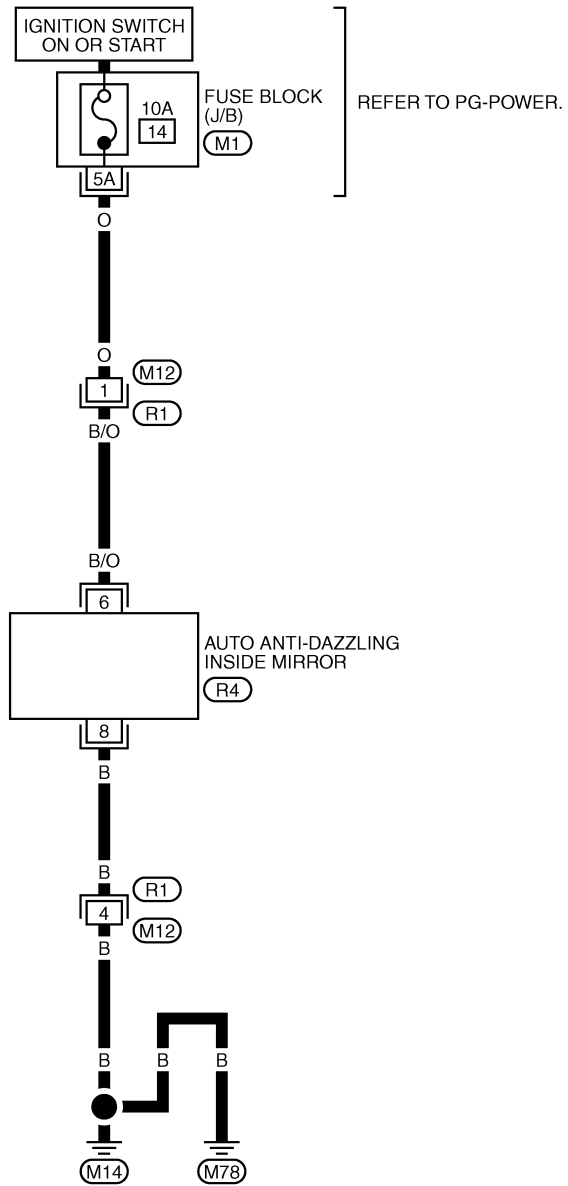 IGNITION SWITCH
ON OR START
10A
14
FUSE BLOCK
(J/B)
M1
REFER TO PG-POWER.
5A
O
O
M12
1
R1
B/O
B/O
6
AUTO ANTI-DAZZLING
INSIDE MIRROR
R4
8
B
B
R1
4
M12
B
B B B
M14 M78